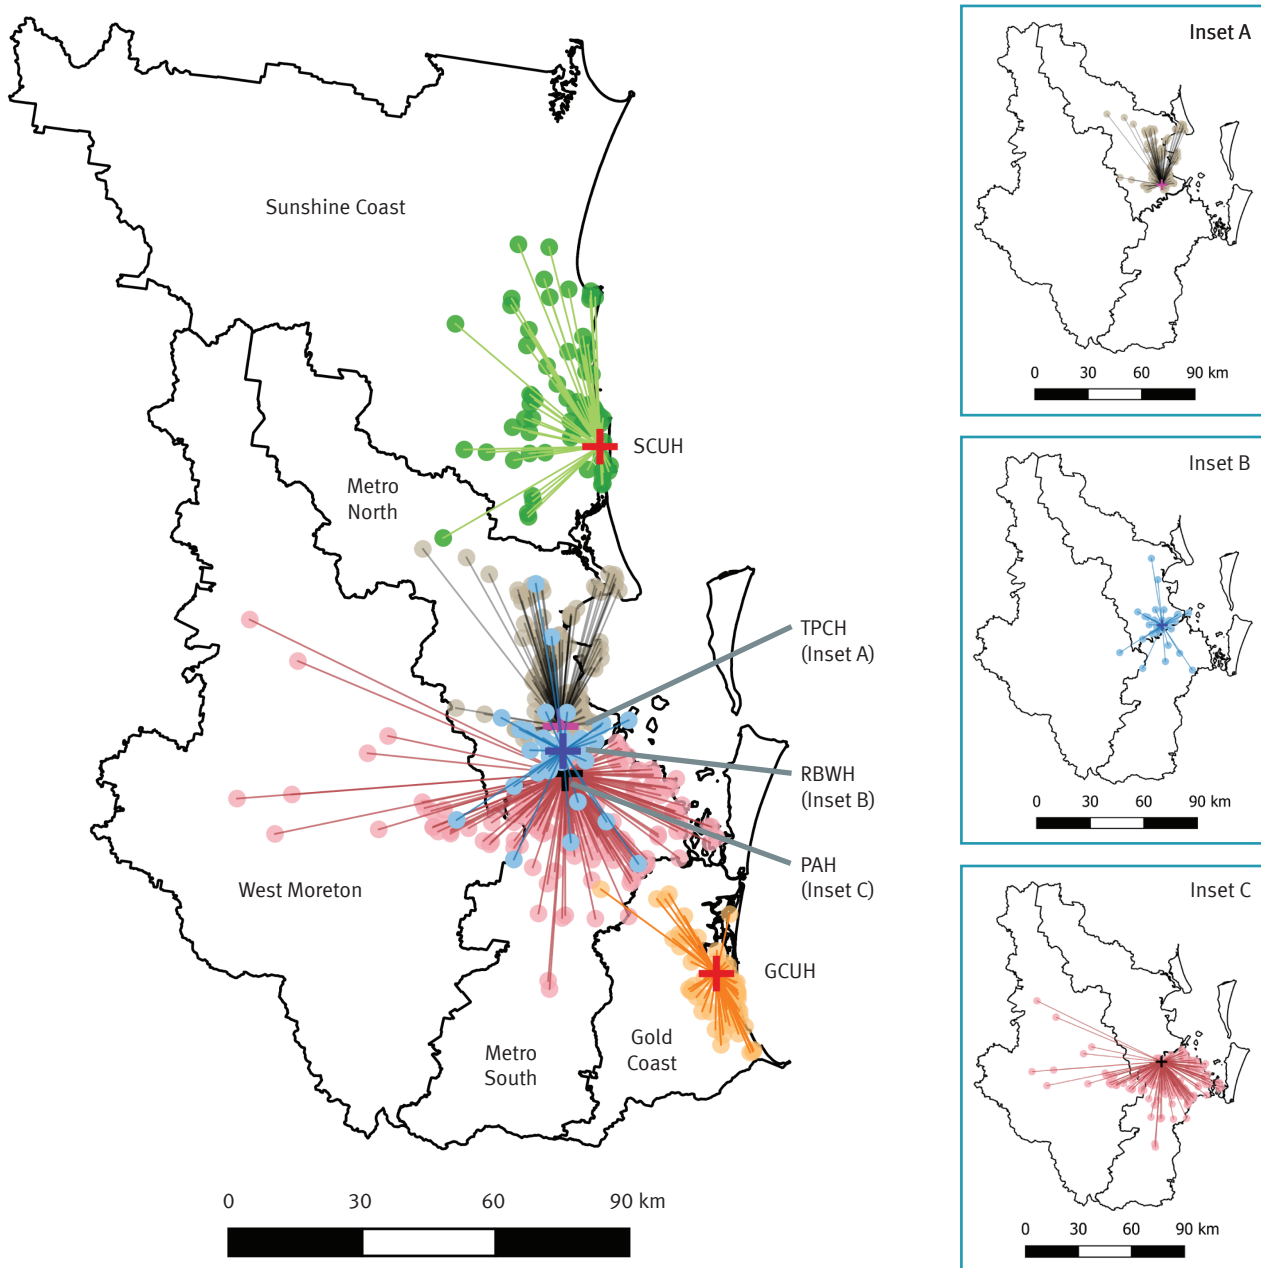 Sunshine Coast
SCUH
Metro
North
TPCH
(Inset A)
RBWH
(Inset B)
PAH
(Inset C)
West Moreton
GCUH
Gold
Coast
Metro
South
0 30 60 90 km
Inset A
0 30 60 90 km
Inset B
0 30 60 90 km
Inset C
0 30 60 90 km